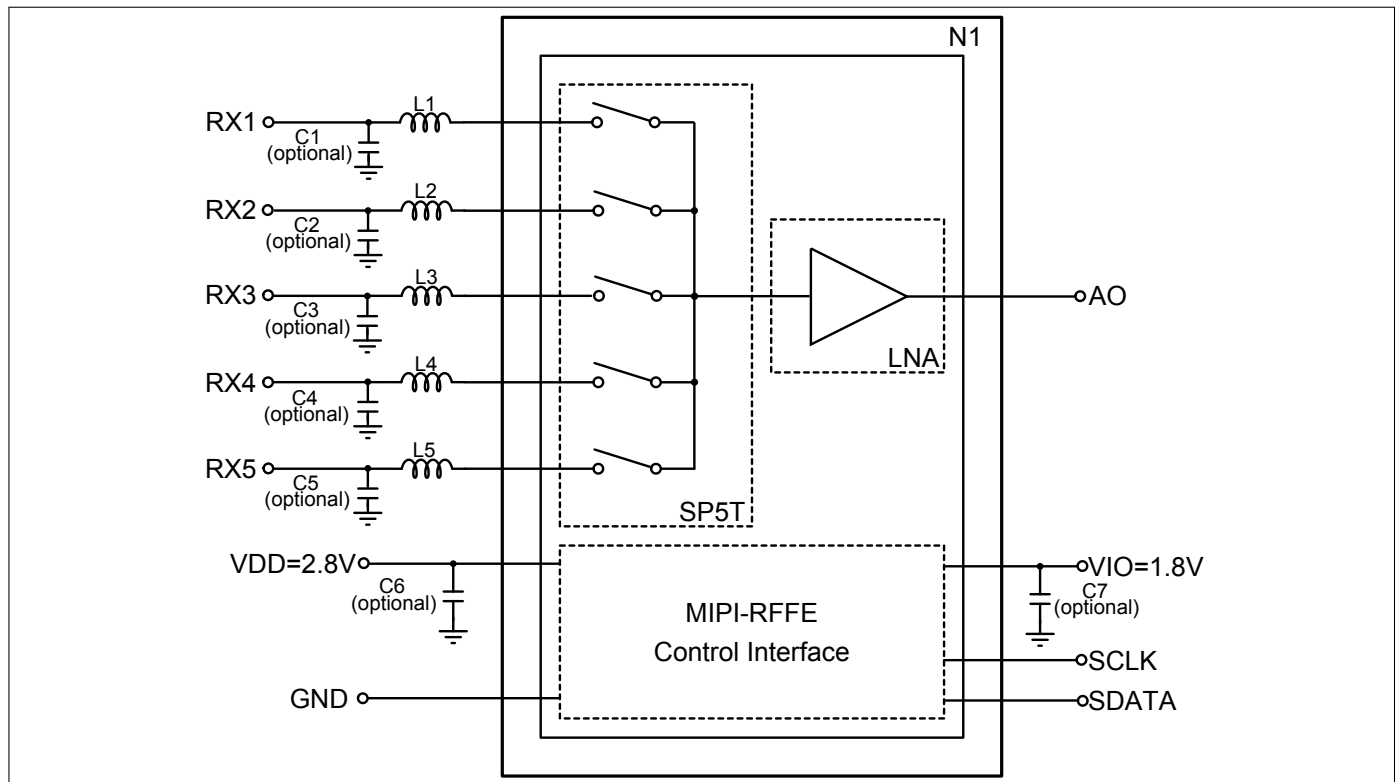 N1
RX1
C1
(optional)
L1
RX2
C2
(optional)
L2
RX3
C3
(optional)
L3
RX4
C4
(optional)
L4
RX5
C5
(optional)
L5
SP5T
LNA
AO
VDD=2.8V
C6
(optional)
GND
MIPI-RFFE
Control Interface
VIO=1.8V
C7
(optional)
SCLK
SDATA